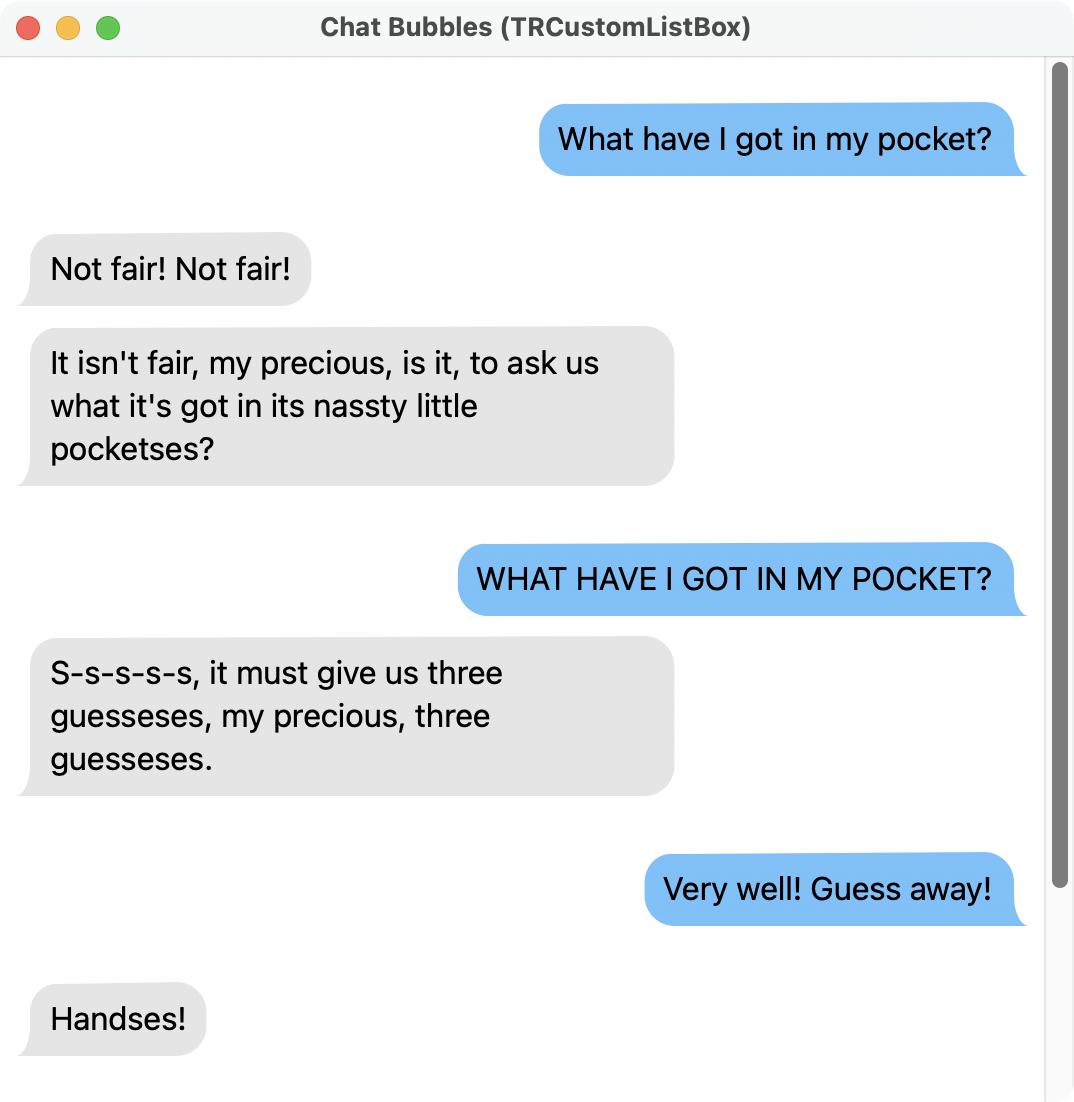 Chat Bubbles (TRCustomListBox)
What have I got in my pocket?
Not fair! Not fair!
It isn't fair, my precious, is it, to ask us
what it's got in its nassty little
pocketses?
WHAT HAVE I GOT IN MY POCKET?
S-s-s-s-s, it must give us three
guesseses, my precious, three
guesseses.
Very well! Guess away!
Handses!